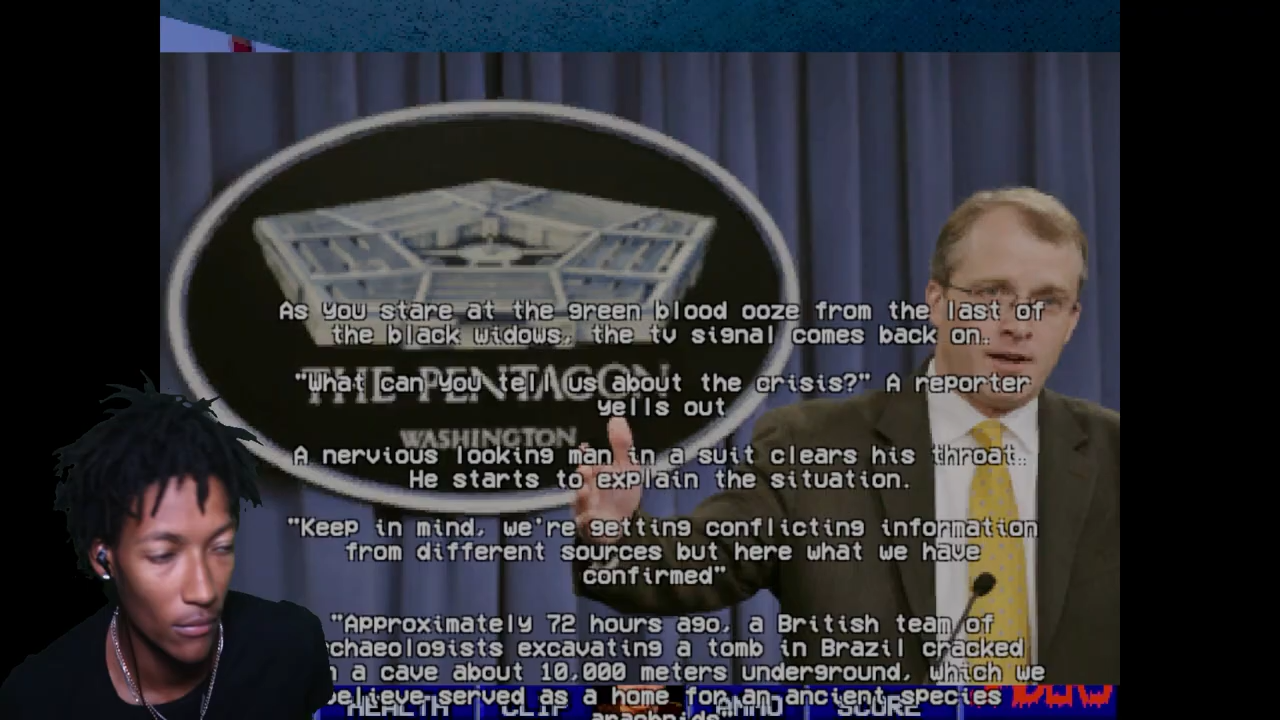 As you stare at the green blood ooze from the last of
the black widows, the tv signal comes back on..
"What can you tell us about the crisis?" A reporter
yells out
THE PENTAGON
WASHINGTON
A nervious looking man in a suit clears his throat..
He starts to explain the situation.
"Keep in mind, we're getting conflicting information
from different sources but here what we have
confirmed"
"Approximately 72 hours ago, a British team of
chaeologists excavating a tomb in Brazil cracked
a cave about 10,000 meters underground, which we
believe served as a home for an ancient species
arachnids"
HEALTH CLIP AMMO SCORE